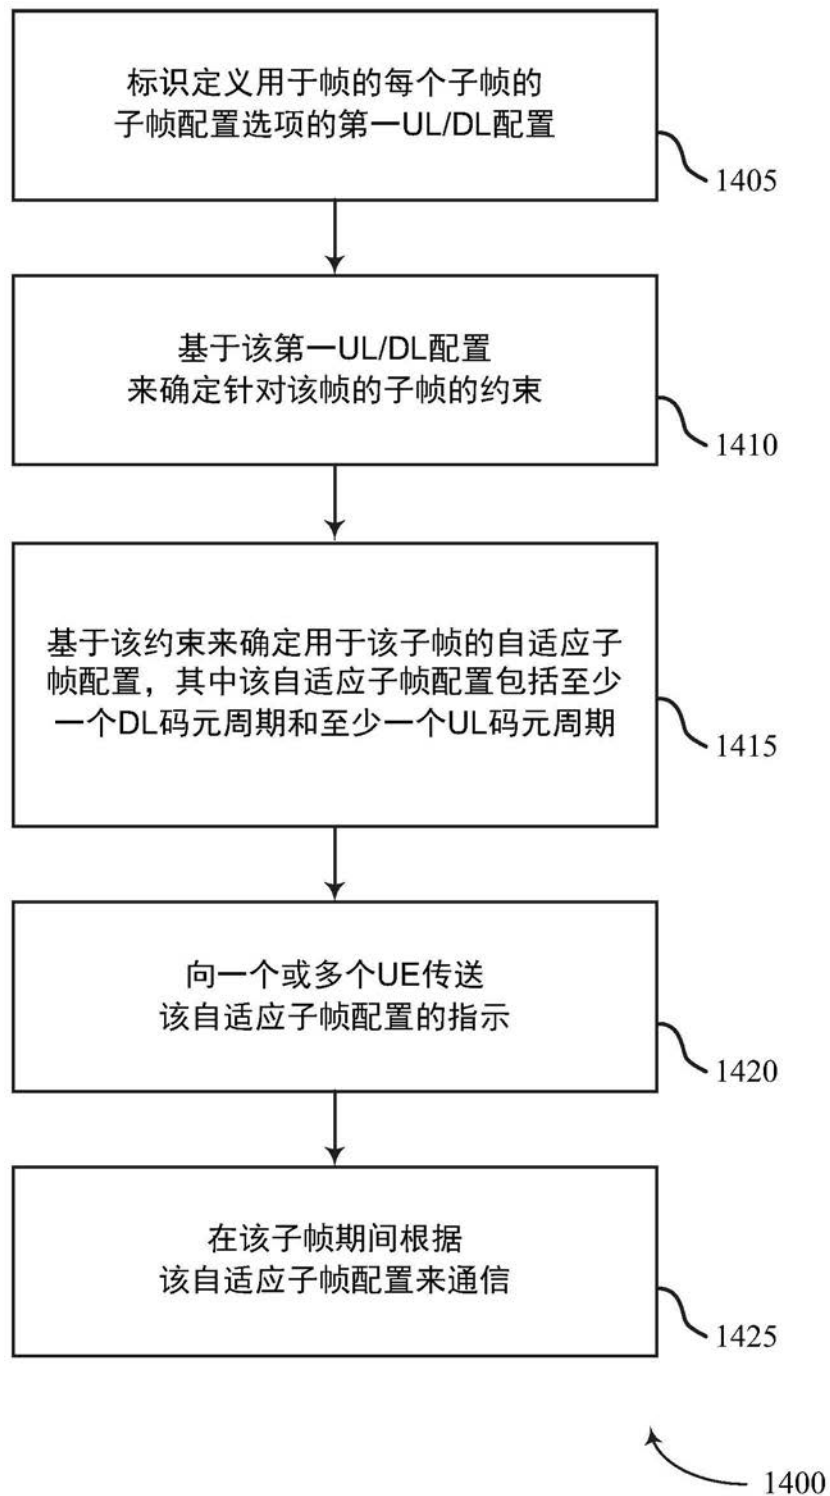 标识定义用于帧的每个子帧的
子帧配置选项的第一UL/DL配置
1405
基于该第一UL/DL配置
来确定针对该帧的子帧的约束
1410
基于该约束来确定用于该子帧的自适应子
帧配置，其中该自适应子帧配置包括至少
一个DL码元周期和至少一个UL码元周期
1415
向一个或多个UE传送
该自适应子帧配置的指示
1420
在该子帧期间根据
该自适应子帧配置来通信
1425
1400